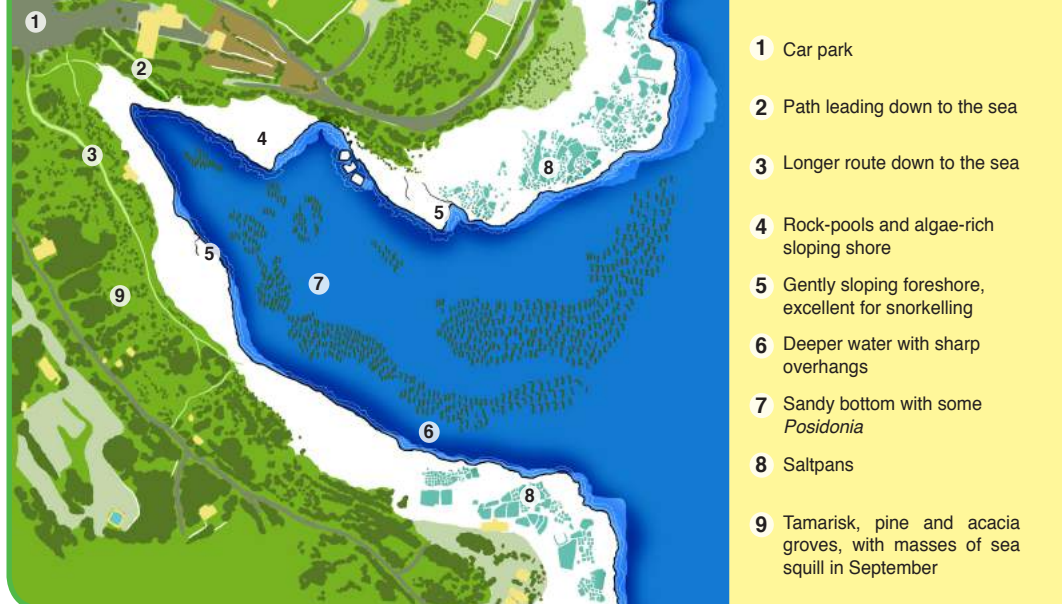 1
2
3
4
5
5
6
7
8
8
9
1 Car park
2 Path leading down to the sea
3 Longer route down to the sea
4 Rock-pools and algae-rich
sloping shore
5 Gently sloping foreshore,
excellent for snorkelling
6 Deeper water with sharp
overhangs
7 Sandy bottom with some
Posidonia
8 Saltpans
9 Tamarisk, pine and acacia
groves, with masses of sea
squill in September